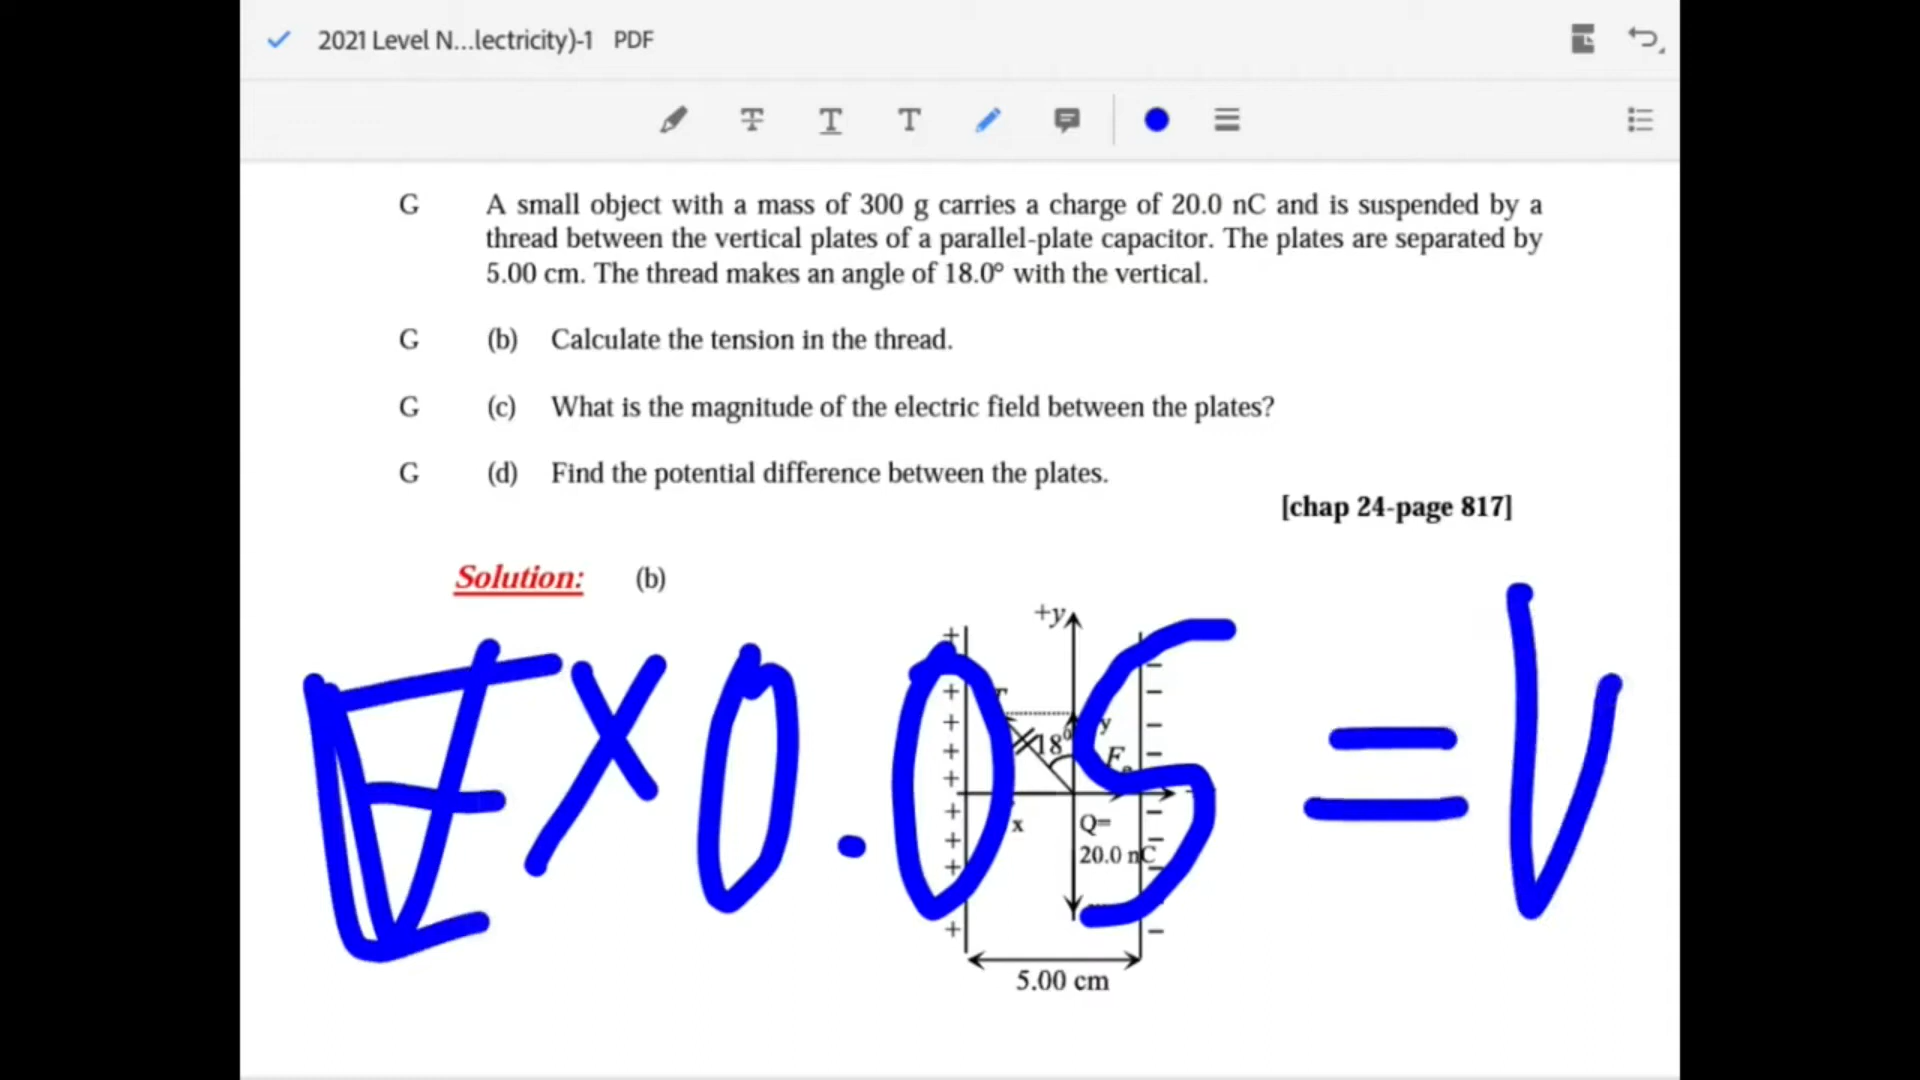 2021 Level N...lectricity)-1 PDF
G A small object with a mass of 300 g carries a charge of 20.0 nC and is suspended by a
thread between the vertical plates of a parallel-plate capacitor. The plates are separated by
5.00 cm. The thread makes an angle of 18.0° with the vertical.
G (b) Calculate the tension in the thread.
G (c) What is the magnitude of the electric field between the plates?
G (d) Find the potential difference between the plates.
[chap 24-page 817]
Solution: (b)
+y
18°
y
F
x
Q=
20.0 nC
5.00 cm
E × 0.05 = V